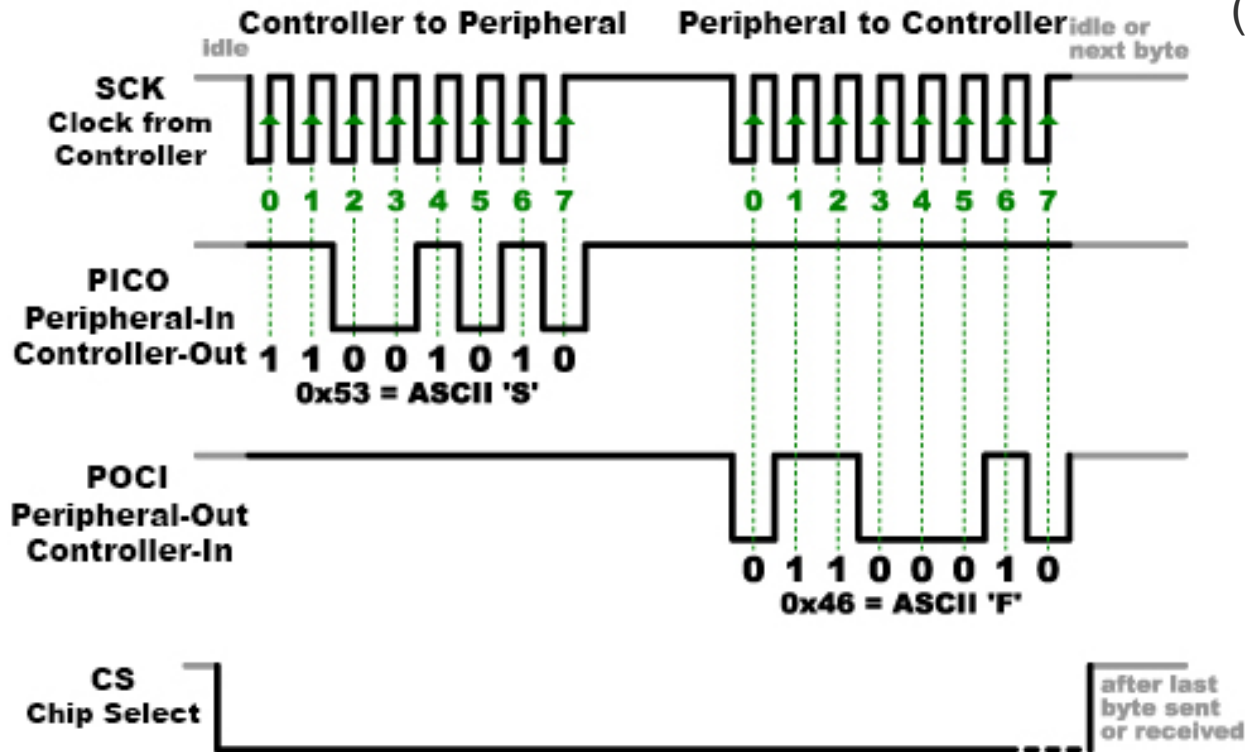 Controller to Peripheral
Peripheral to Controller
(
idle
idle or
next byte
SCK
Clock from
Controller
0 1 2 3 4 5 6 7
0 1 2 3 4 5 6 7
PICO
Peripheral-In
Controller-Out
1 1 0 0 1 0 1 0
0x53 = ASCII 'S'
POCI
Peripheral-Out
Controller-In
0 1 1 0 0 0 1 0
0x46 = ASCII 'F'
CS
Chip Select
after last
byte sent
or received